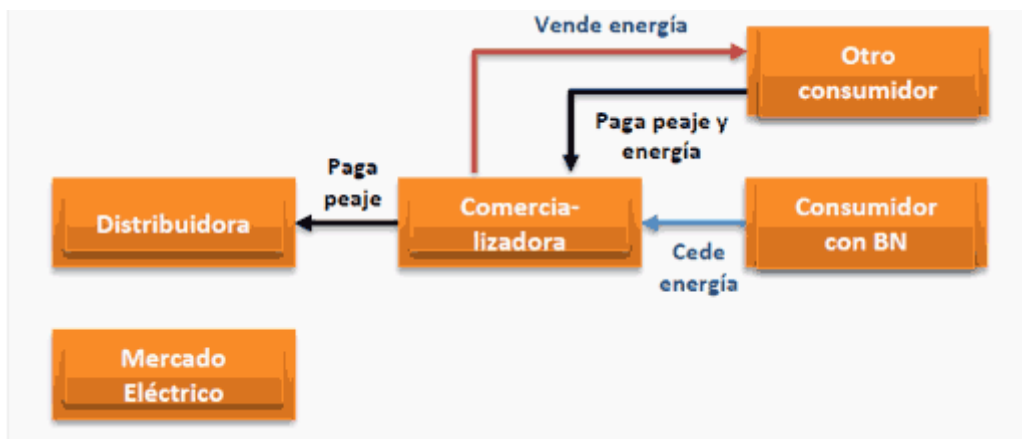 Vende energía
Otro
consumidor
Paga peaje y
energía
Paga
peaje
Distribuidora
Comercia-
lizadora
Consumidor
con BN
Cede
energía
Mercado
Eléctrico